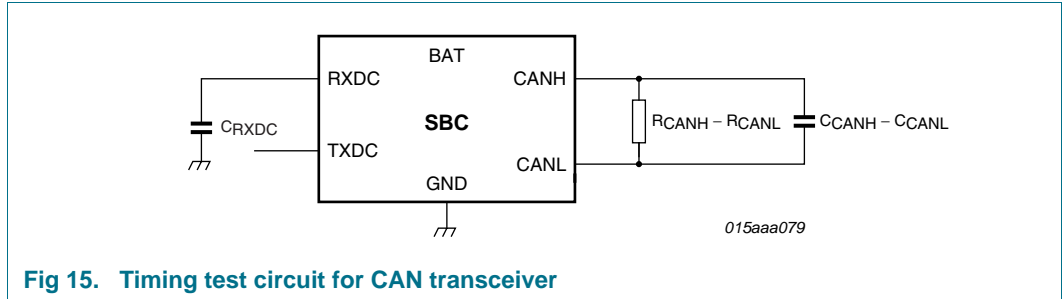 BAT
RXDC
CANH
CRXDC
SBC
RCANH – RCANL
CCANH – CCANL
TXDC
CANL
GND
015aaa079
Fig 15. Timing test circuit for CAN transceiver